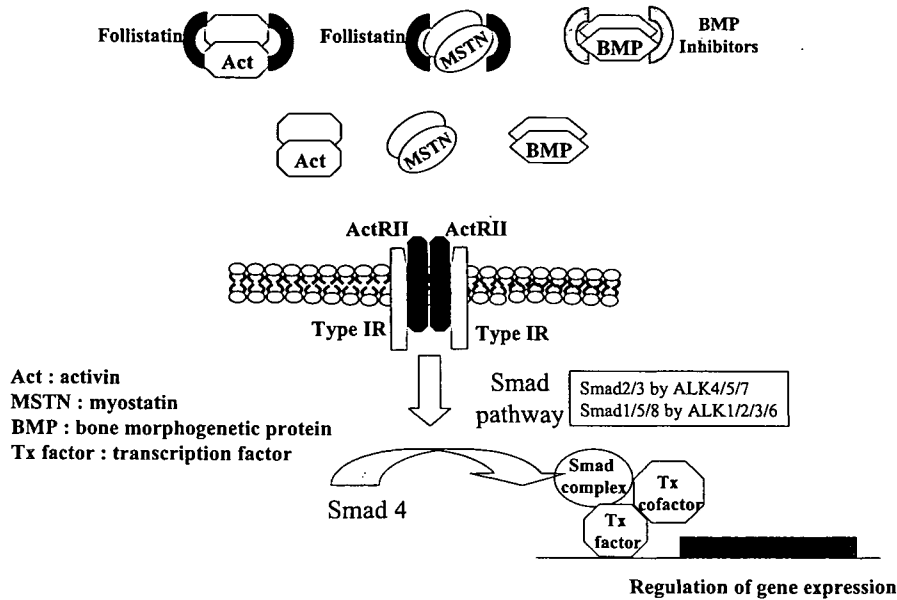 Follistatin
Act
Follistatin
MSTN
BMP
BMP
Inhibitors
Act
MSTN
BMP
ActRII
ActRII
Type IR
Type IR
Act : activin
MSTN : myostatin
BMP : bone morphogenetic protein
Tx factor : transcription factor
Smad
pathway
Smad2/3 by ALK4/5/7
Smad1/5/8 by ALK1/2/3/6
Smad 4
Smad
complex
Tx
cofactor
Tx
factor
Regulation of gene expression